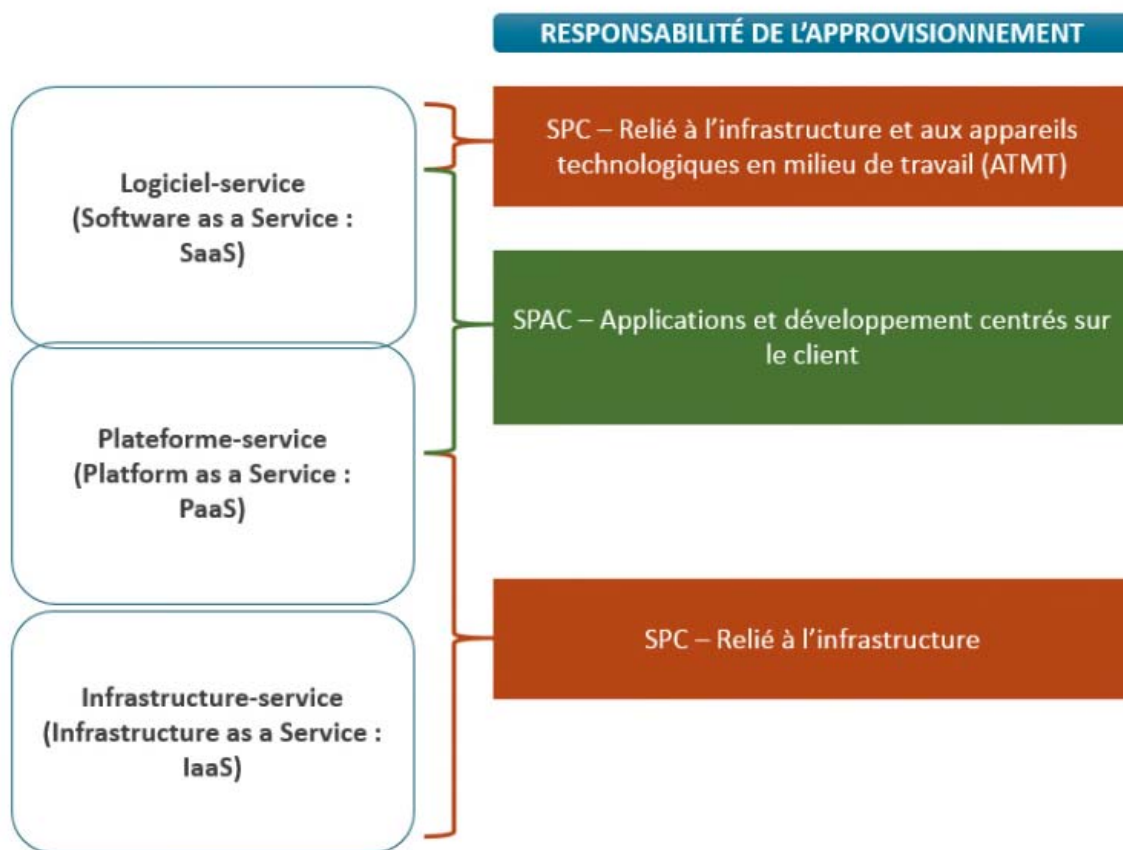 RESPONSABILITÉ DE L’APPROVISIONNEMENT
Logiciel-service
(Software as a Service :
SaaS)
SPC – Relié à l’infrastructure et aux appareils
technologiques en milieu de travail (ATMT)
SPAC – Applications et développement centrés sur
le client
Plateforme-service
(Platform as a Service :
PaaS)
SPC – Relié à l’infrastructure
Infrastructure-service
(Infrastructure as a Service :
IaaS)